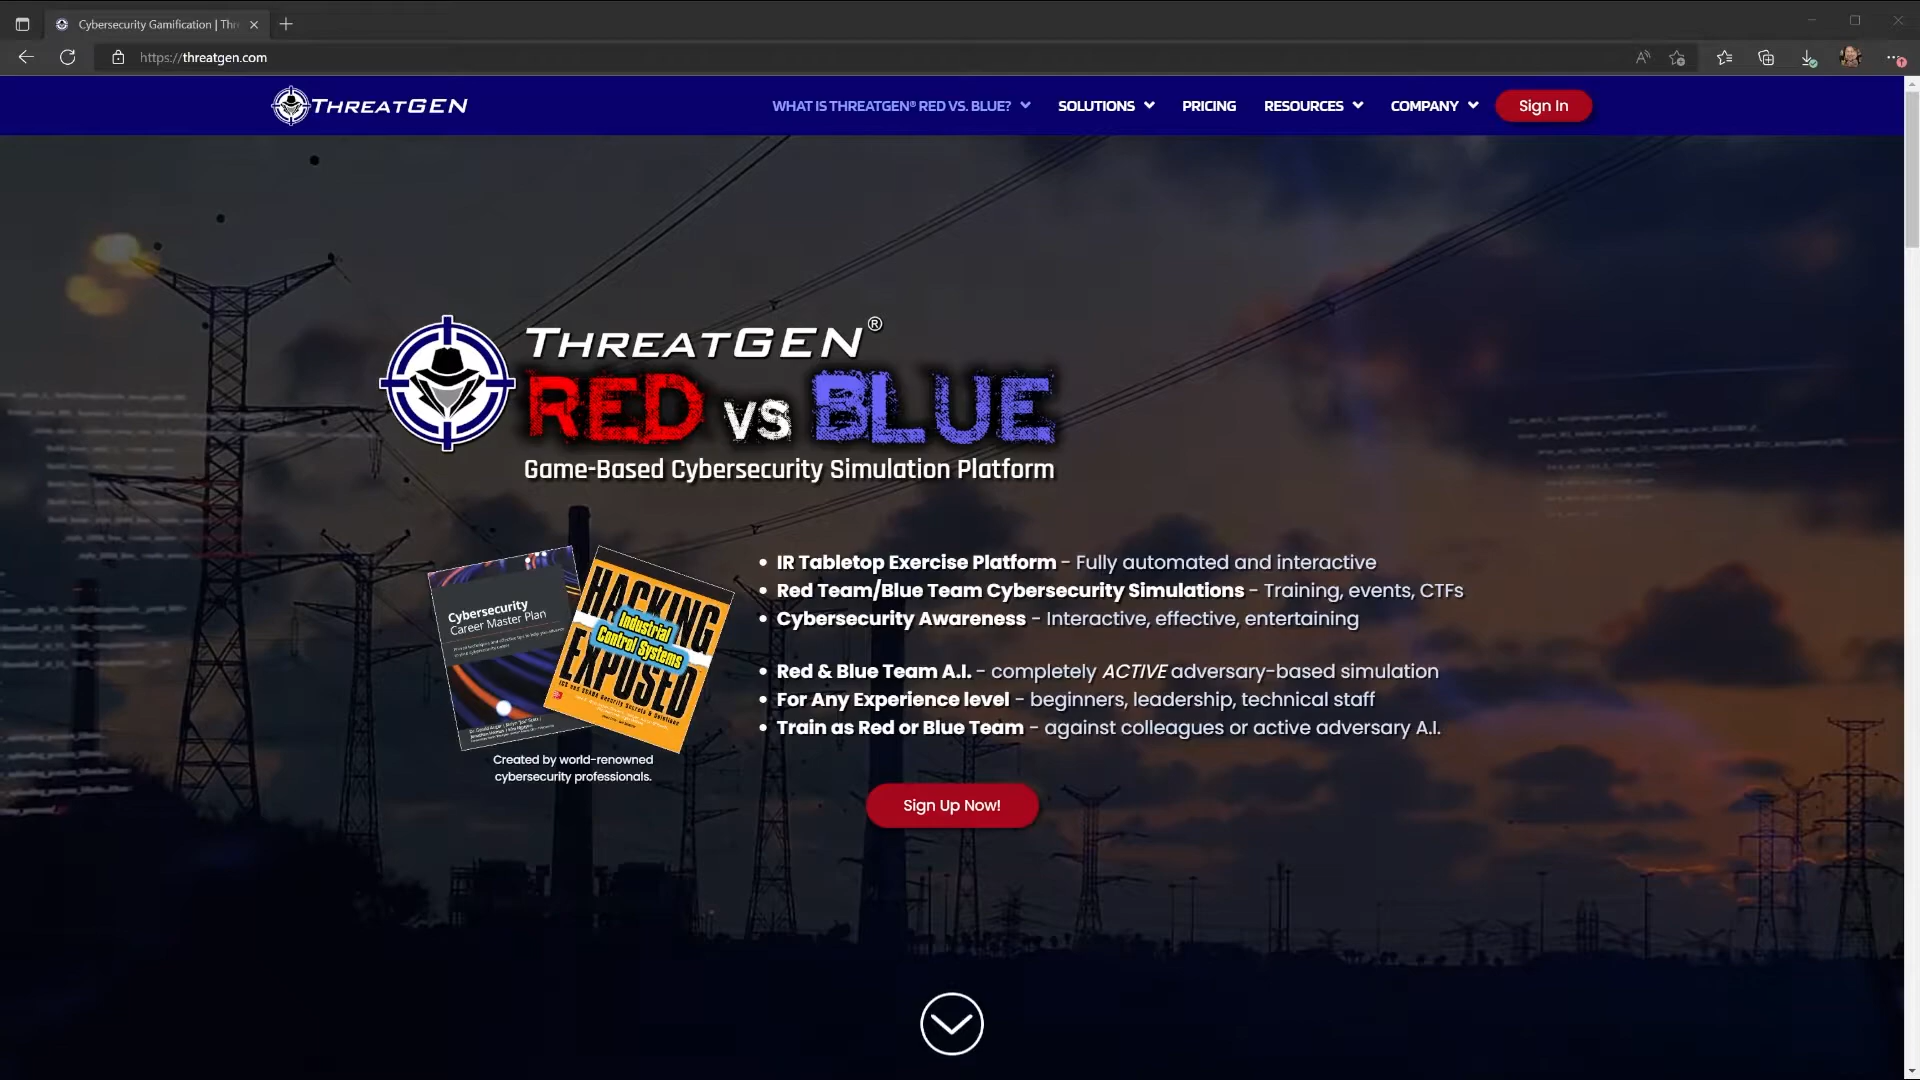 Cybersecurity Gamification | Thr
https://threatgen.com
THREATGEN
WHAT IS THREATGEN® RED VS. BLUE?
SOLUTIONS
PRICING
RESOURCES
COMPANY
Sign In
THREATGEN®
RED VS BLUE
Game-Based Cybersecurity Simulation Platform
Cybersecurity
Career Master Plan
HACKING
Industrial
Control Systems
EXPOSED
Created by world-renowned
cybersecurity professionals.
• IR Tabletop Exercise Platform - Fully automated and interactive
• Red Team/Blue Team Cybersecurity Simulations - Training, events, CTFs
• Cybersecurity Awareness - Interactive, effective, entertaining
• Red & Blue Team A.I. - completely ACTIVE adversary-based simulation
• For Any Experience level - beginners, leadership, technical staff
• Train as Red or Blue Team - against colleagues or active adversary A.I.
Sign Up Now!